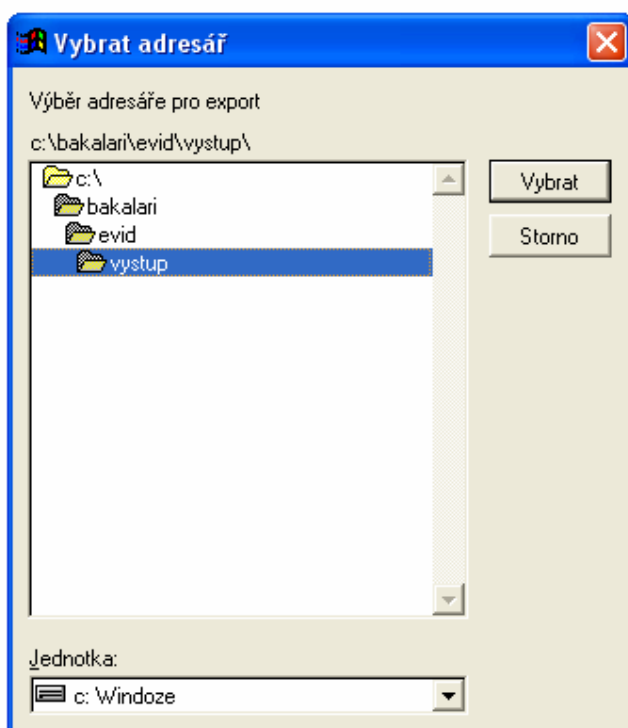 Vybrat adresář
Výběr adresáře pro export
c:\bakalari\evid\vystup\
c:\
bakalari
evid
vystup
Vybrat
Storno
Jednotka:
c: Windoze